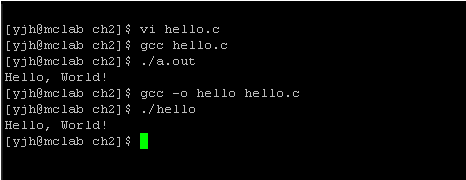 [yjh@mclab ch2]$ vi hello.c
[yjh@mclab ch2]$ gcc hello.c
[yjh@mclab ch2]$ ./a.out
Hello, World!
[yjh@mclab ch2]$ gcc -o hello hello.c
[yjh@mclab ch2]$ ./hello
Hello, World!
[yjh@mclab ch2]$